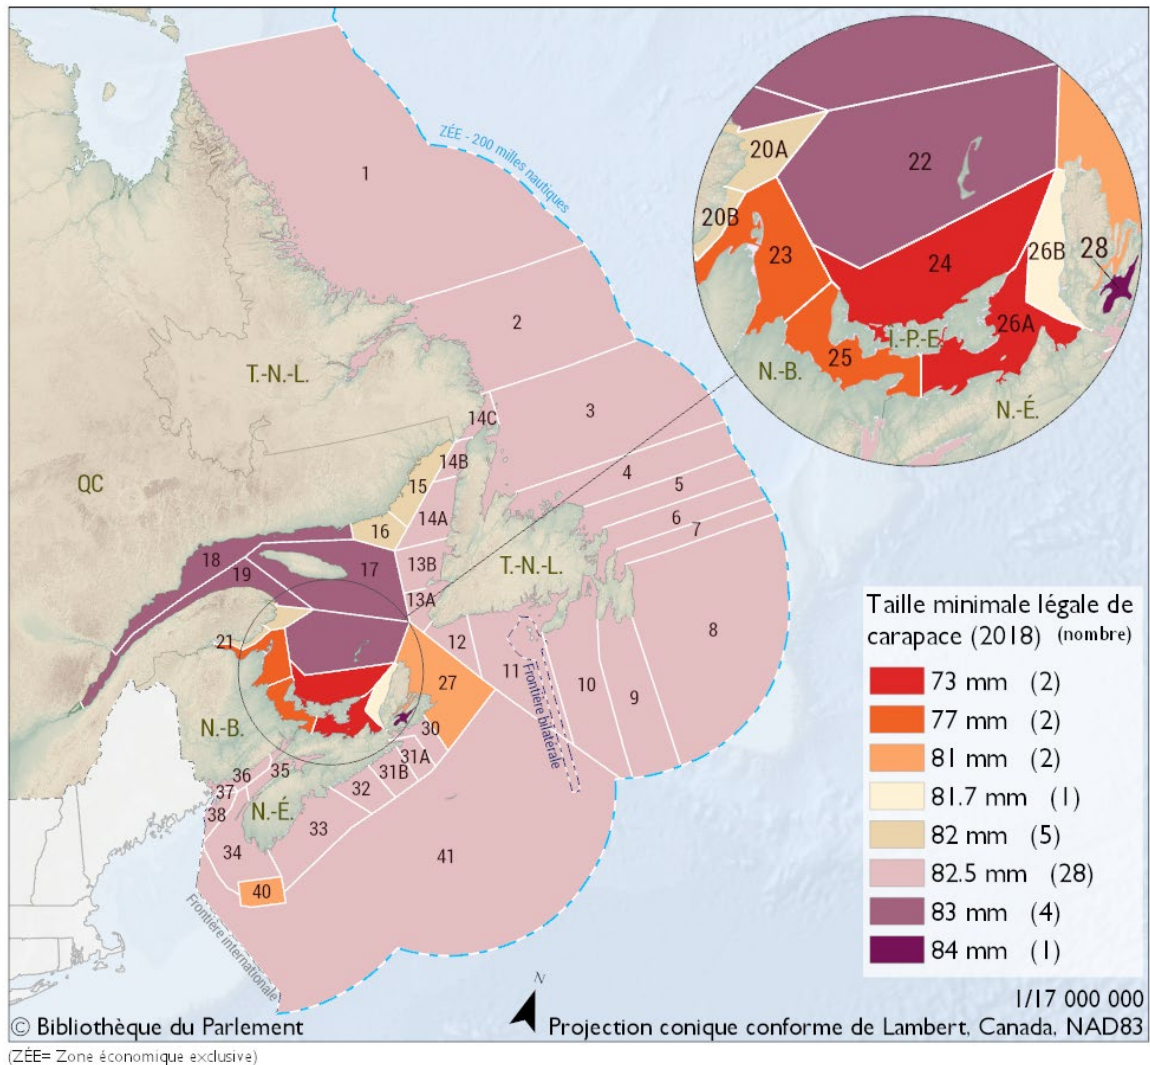 1
ZÉE - 200 milles nautiques
2
3
4
5
6
7
8
T.-N.-L.
14C
14B
15
14A
16
QC
18
19
17
13B
13A
T.-N.-L.
12
11
10
9
Frontière bilatérale
21
27
N.-B.
30
31A
31B
32
36
35
37
38
N.-É.
33
34
40
41
Frontière internationale
20A
22
20B
23
24
26B
28
26A
I.-P.-E.
25
N.-B.
N.-É.
Taille minimale légale de
carapace (2018) (nombre)
73 mm (2)
77 mm (2)
81 mm (2)
81.7 mm (1)
82 mm (5)
82.5 mm (28)
83 mm (4)
84 mm (1)
N
1/17 000 000
© Bibliothèque du Parlement
Projection conique conforme de Lambert, Canada, NAD83
(ZÉE= Zone économique exclusive)